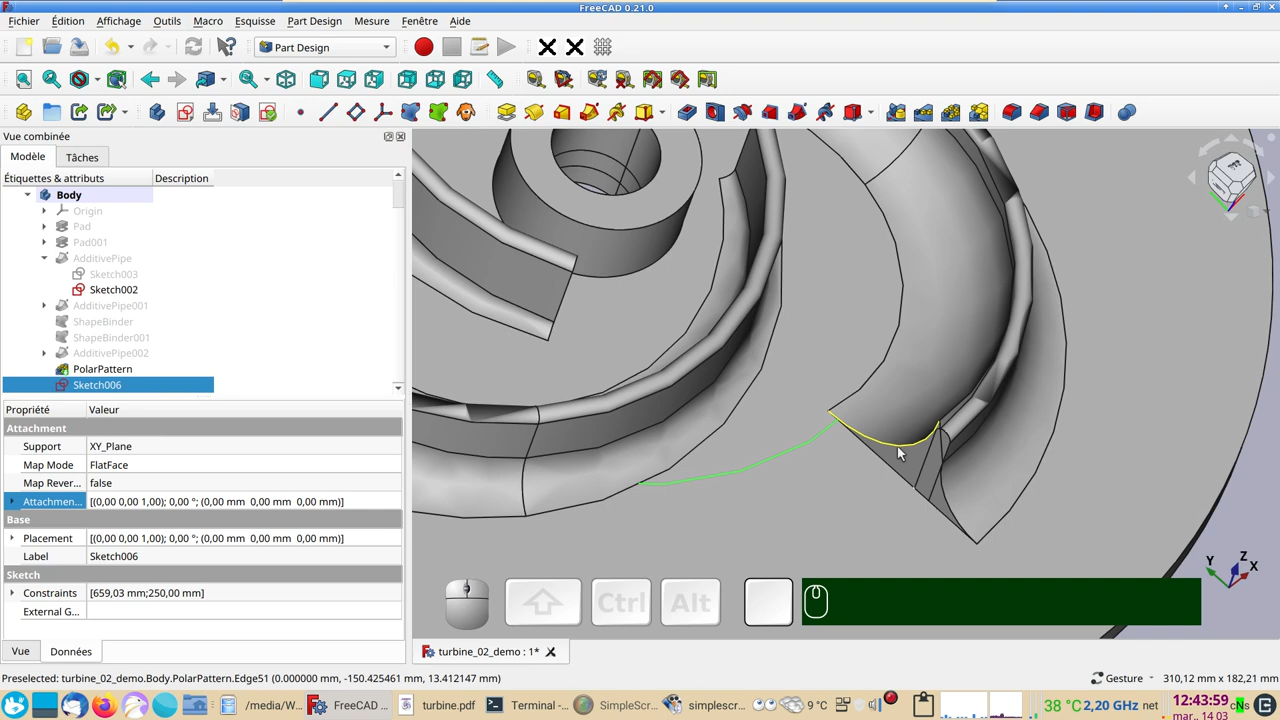 FreeCAD 0.21.0
Fichier Édition Affichage Outils Macro Esquisse Part Design Mesure Fenêtre Aide
Part Design
Vue combinée
Modèle Tâches
Étiquettes & attributs Description
Body
Origin
Pad
Pad001
AdditivePipe
Sketch003
Sketch002
AdditivePipe001
ShapeBinder
ShapeBinder001
AdditivePipe002
PolarPattern
Sketch006
Propriété Valeur
Attachment
Support XY_Plane
Map Mode FlatFace
Map Rever... false
Attachmen... [(0,00 0,00 1,00); 0,00 °; (0,00 mm 0,00 mm 0,00 mm)]
Base
Placement [(0,00 0,00 1,00); 0,00 °; (0,00 mm 0,00 mm 0,00 mm)]
Label Sketch006
Sketch
Constraints [659,03 mm;250,00 mm]
External G...
Vue Données
Y Z X
Ctrl Alt
turbine_02_demo : 1*
Preselected: turbine_02_demo.Body.PolarPattern.Edge51 (0.000000 mm, -150.425461 mm, 13.412147 mm)
Gesture 310,12 mm x 182,21 mm
/media/W... FreeCAD ... turbine.pdf Terminal -... SimpleScr... simplescr... 9 °C 38 °C 2,20 GHz net 12:43:59
mar., 14 03